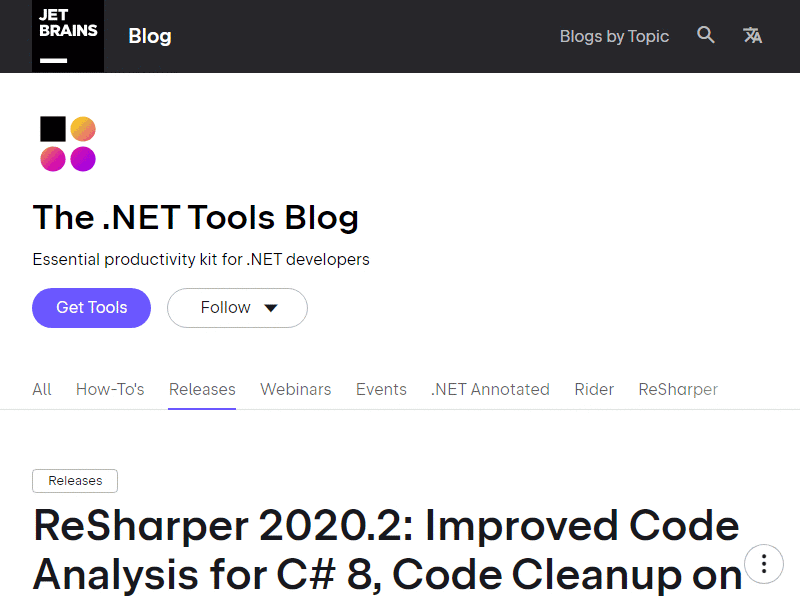 JET
BRAINS
Blog
Blogs by Topic
The .NET Tools Blog
Essential productivity kit for .NET developers
Get Tools
Follow
All How-To's Releases Webinars Events .NET Annotated Rider ReSharper
Releases
ReSharper 2020.2: Improved Code
Analysis for C# 8, Code Cleanup on